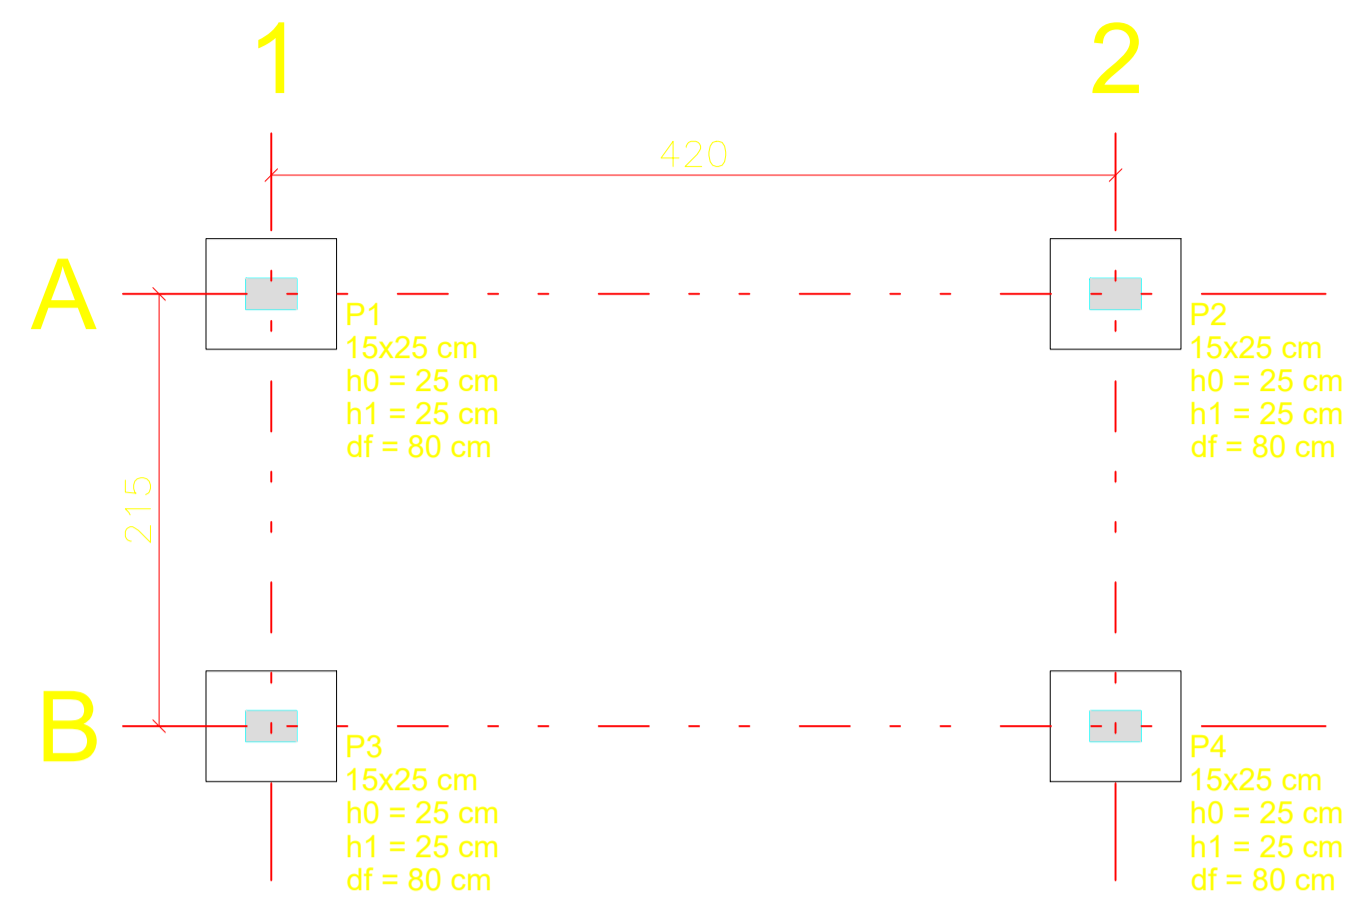 1
2
420
A
P1
15x25 cm
h0 = 25 cm
h1 = 25 cm
df = 80 cm
P2
15x25 cm
h0 = 25 cm
h1 = 25 cm
df = 80 cm
215
B
P3
15x25 cm
h0 = 25 cm
h1 = 25 cm
df = 80 cm
P4
15x25 cm
h0 = 25 cm
h1 = 25 cm
df = 80 cm